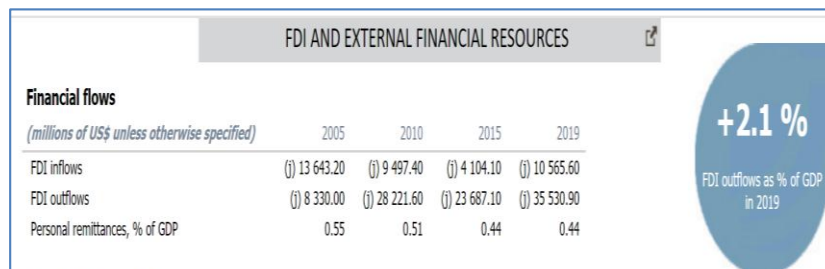 FDI AND EXTERNAL FINANCIAL RESOURCES
Financial flows
(millions of US$ unless otherwise specified) 2005 2010 2015 2019
FDI inflows (j) 13 643.20 (j) 9 497.40 (j) 4 104.10 (j) 10 565.60
FDI outflows (j) 8 330.00 (j) 28 221.60 (j) 23 687.10 (j) 35 530.90
Personal remittances, % of GDP 0.55 0.51 0.44 0.44
+2.1 %
FDI outflows as % of GDP
in 2019